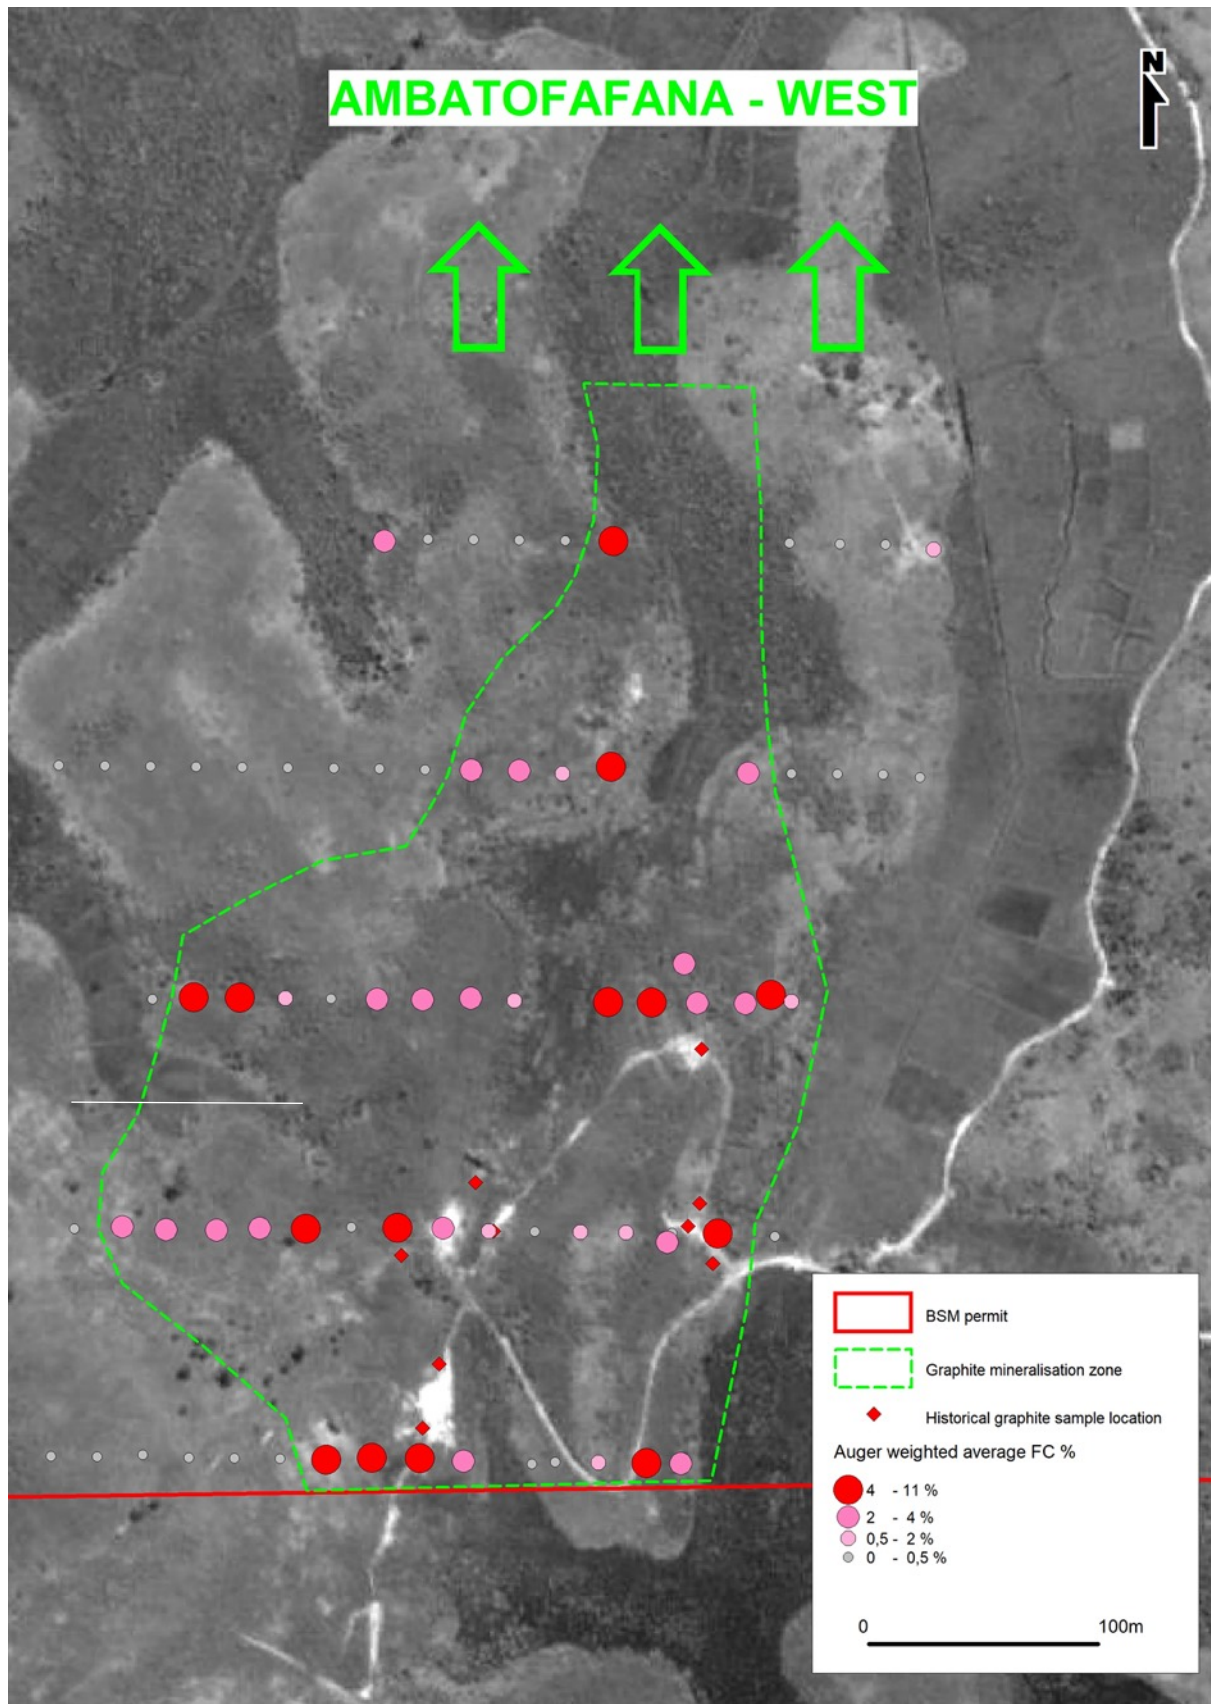 AMBATOFAFANA - WEST
N
BSM permit
Graphite mineralisation zone
Historical graphite sample location
Auger weighted average FC %
4 - 11 %
2 - 4 %
0,5 - 2 %
0 - 0,5 %
0 100m